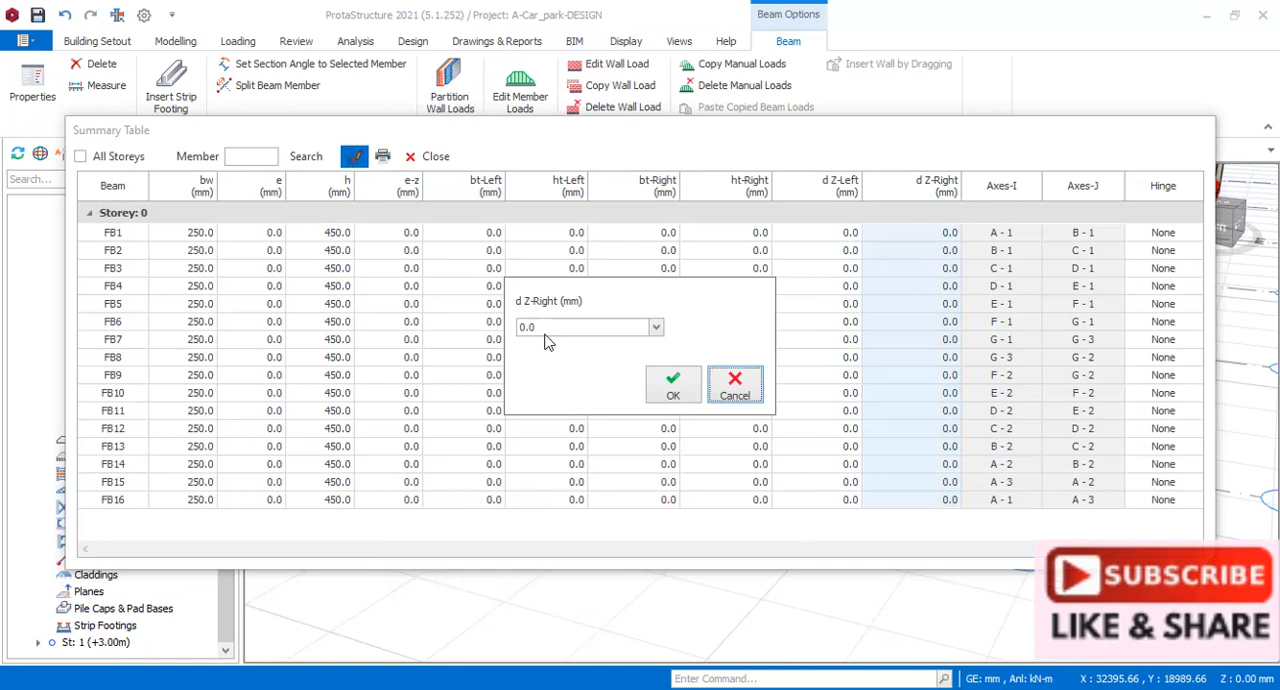 ProtaStructure 2021 (5.1.252) / Project: A-Car_park-DESIGN
Beam Options
Building Setout Modelling Loading Review Analysis Design Drawings & Reports BIM Display Views Help Beam
Properties
Delete
Measure
Insert Strip Footing
Set Section Angle to Selected Member
Split Beam Member
Partition Wall Loads
Edit Member Loads
Edit Wall Load
Copy Wall Load
Delete Wall Load
Copy Manual Loads
Delete Manual Loads
Paste Copied Beam Loads
Insert Wall by Dragging
Summary Table
All Storeys Member Search Close
Search...
Beam bw (mm) e (mm) h (mm) e-z (mm) bt-Left (mm) ht-Left (mm) bt-Right (mm) ht-Right (mm) d Z-Left (mm) d Z-Right (mm) Axes-I Axes-J Hinge
Storey: 0
FB1 250.0 0.0 450.0 0.0 0.0 0.0 0.0 0.0 0.0 0.0 A - 1 B - 1 None
FB2 250.0 0.0 450.0 0.0 0.0 0.0 0.0 0.0 0.0 0.0 B - 1 C - 1 None
FB3 250.0 0.0 450.0 0.0 0.0 0.0 0.0 0.0 0.0 0.0 C - 1 D - 1 None
FB4 250.0 0.0 450.0 0.0 0.0 0.0 0.0 D - 1 E - 1 None
FB5 250.0 0.0 450.0 0.0 0.0 0.0 0.0 E - 1 F - 1 None
FB6 250.0 0.0 450.0 0.0 0.0 0.0 0.0 F - 1 G - 1 None
FB7 250.0 0.0 450.0 0.0 0.0 0.0 0.0 G - 1 G - 3 None
FB8 250.0 0.0 450.0 0.0 0.0 0.0 0.0 G - 3 G - 2 None
FB9 250.0 0.0 450.0 0.0 0.0 0.0 0.0 F - 2 G - 2 None
FB10 250.0 0.0 450.0 0.0 0.0 0.0 0.0 E - 2 F - 2 None
FB11 250.0 0.0 450.0 0.0 0.0 0.0 0.0 D - 2 E - 2 None
FB12 250.0 0.0 450.0 0.0 0.0 0.0 0.0 0.0 0.0 0.0 C - 2 D - 2 None
FB13 250.0 0.0 450.0 0.0 0.0 0.0 0.0 0.0 0.0 0.0 B - 2 C - 2 None
FB14 250.0 0.0 450.0 0.0 0.0 0.0 0.0 0.0 0.0 0.0 A - 2 B - 2 None
FB15 250.0 0.0 450.0 0.0 0.0 0.0 0.0 0.0 0.0 0.0 A - 3 A - 2 None
FB16 250.0 0.0 450.0 0.0 0.0 0.0 0.0 0.0 0.0 0.0 A - 1 A - 3 None
d Z-Right (mm)
0.0
OK Cancel
Claddings
Planes
Pile Caps & Pad Bases
Strip Footings
St: 1 (+3.00m)
SUBSCRIBE
LIKE & SHARE
Enter Command... GE: mm , Anl: kN-m X : 32395.66 , Y : 18989.66 Z : 0.00 mm